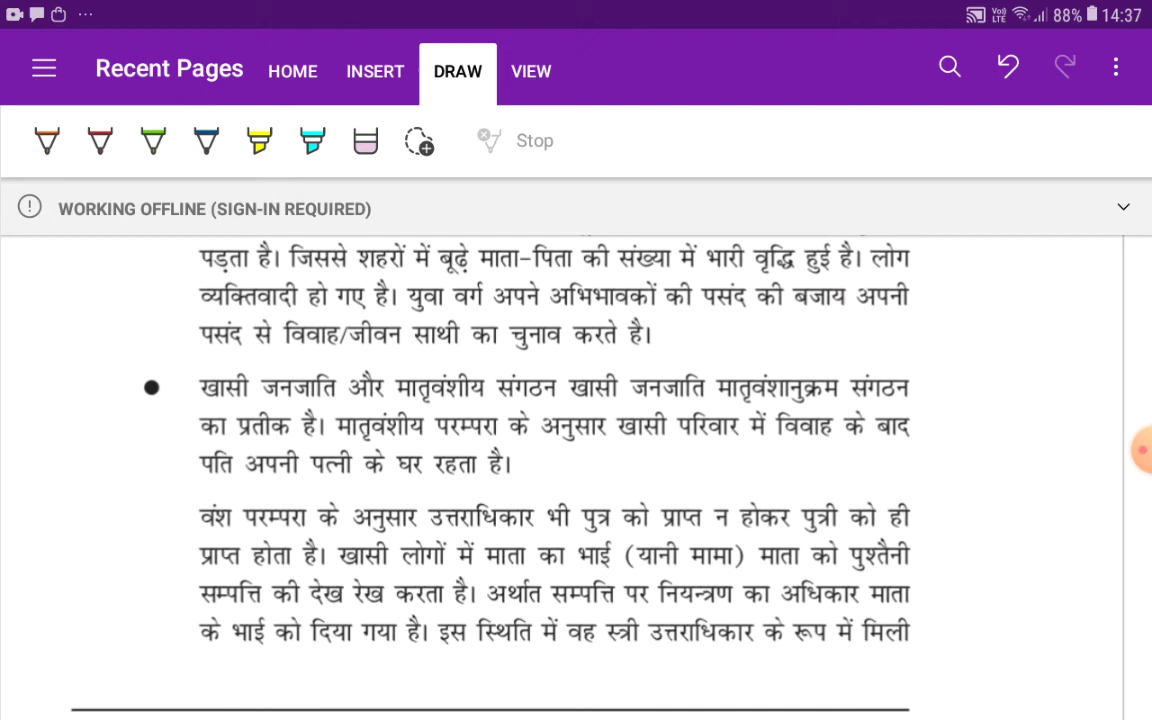 88% 14:37
Recent Pages HOME INSERT DRAW VIEW
Stop
WORKING OFFLINE (SIGN-IN REQUIRED)
पड़ता है। जिससे शहरों में बूढ़े माता-पिता की संख्या में भारी वृद्धि हुई है। लोग
व्यक्तिवादी हो गए है। युवा वर्ग अपने अभिभावकों की पसंद की बजाय अपनी
पसंद से विवाह/जीवन साथी का चुनाव करते है।
● खासी जनजाति और मातृवंशीय संगठन खासी जनजाति मातृवंशानुक्रम संगठन
का प्रतीक है। मातृवंशीय परम्परा के अनुसार खासी परिवार में विवाह के बाद
पति अपनी पत्नी के घर रहता है।
वंश परम्परा के अनुसार उत्तराधिकार भी पुत्र को प्राप्त न होकर पुत्री को ही
प्राप्त होता है। खासी लोगों में माता का भाई (यानी मामा) माता को पुश्तैनी
सम्पत्ति की देख रेख करता है। अर्थात सम्पत्ति पर नियन्त्रण का अधिकार माता
के भाई को दिया गया है। इस स्थिति में वह स्त्री उत्तराधिकार के रूप में मिली